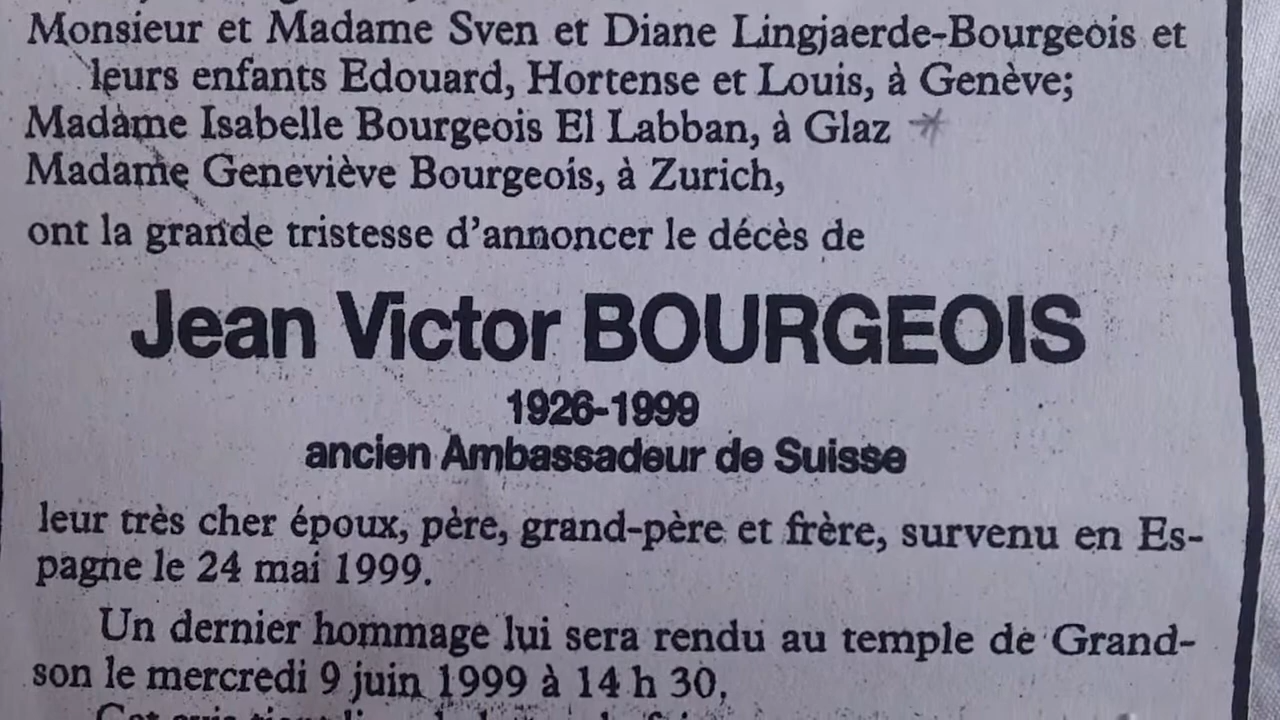 Monsieur et Madame Sven et Diane Lingjaerde-Bourgeois et
leurs enfants Edouard, Hortense et Louis, à Genève;
Madame Isabelle Bourgeois El Labban, à Glaz *
Madame Geneviève Bourgeois, à Zurich,
ont la grande tristesse d'annoncer le décès de
Jean Victor BOURGEOIS
1926-1999
ancien Ambassadeur de Suisse
leur très cher époux, père, grand-père et frère, survenu en Es-
pagne le 24 mai 1999.
Un dernier hommage lui sera rendu au temple de Grand-
son le mercredi 9 juin 1999 à 14 h 30,